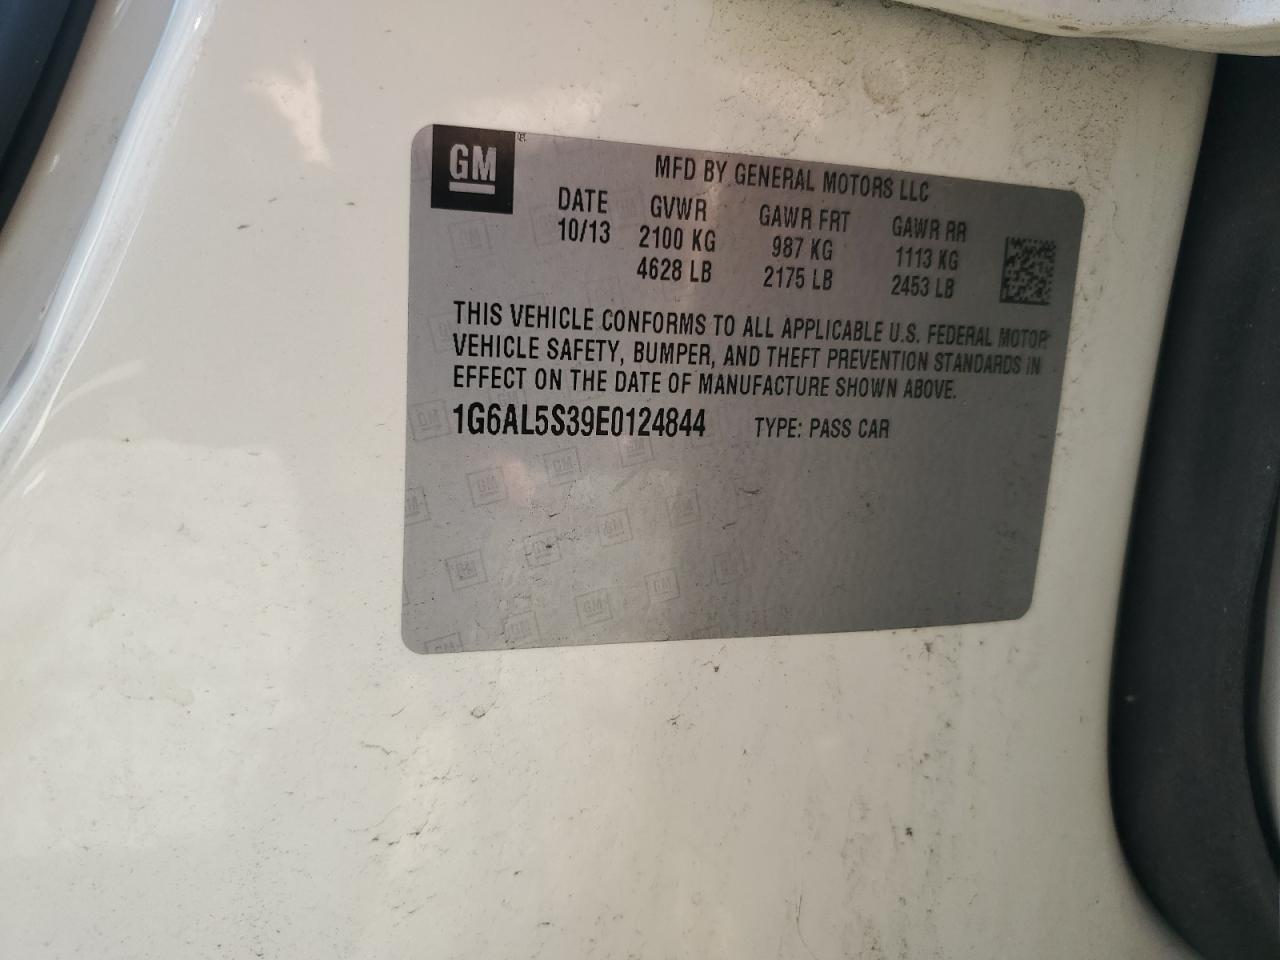 GM
MFD BY GENERAL MOTORS LLC
DATE GVWR GAWR FRT GAWR RR
10/13 2100 KG 987 KG 1113 KG
4628 LB 2175 LB 2453 LB
THIS VEHICLE CONFORMS TO ALL APPLICABLE U.S. FEDERAL MOTOR
VEHICLE SAFETY, BUMPER, AND THEFT PREVENTION STANDARDS IN
EFFECT ON THE DATE OF MANUFACTURE SHOWN ABOVE.
1G6AL5S39E0124844 TYPE: PASS CAR